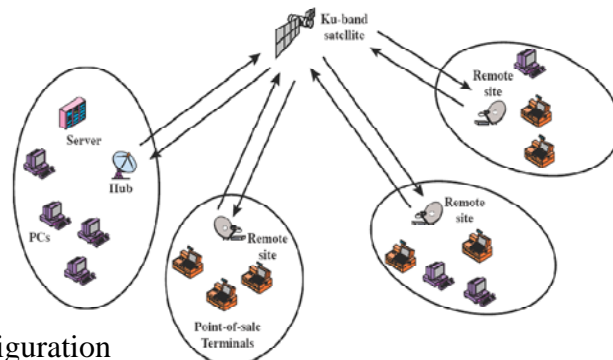 Ku-band
satellite
Remote
site
Server
Hub
PCs
Remote
site
Remote
site
Point-of-sale
Terminals
iguration